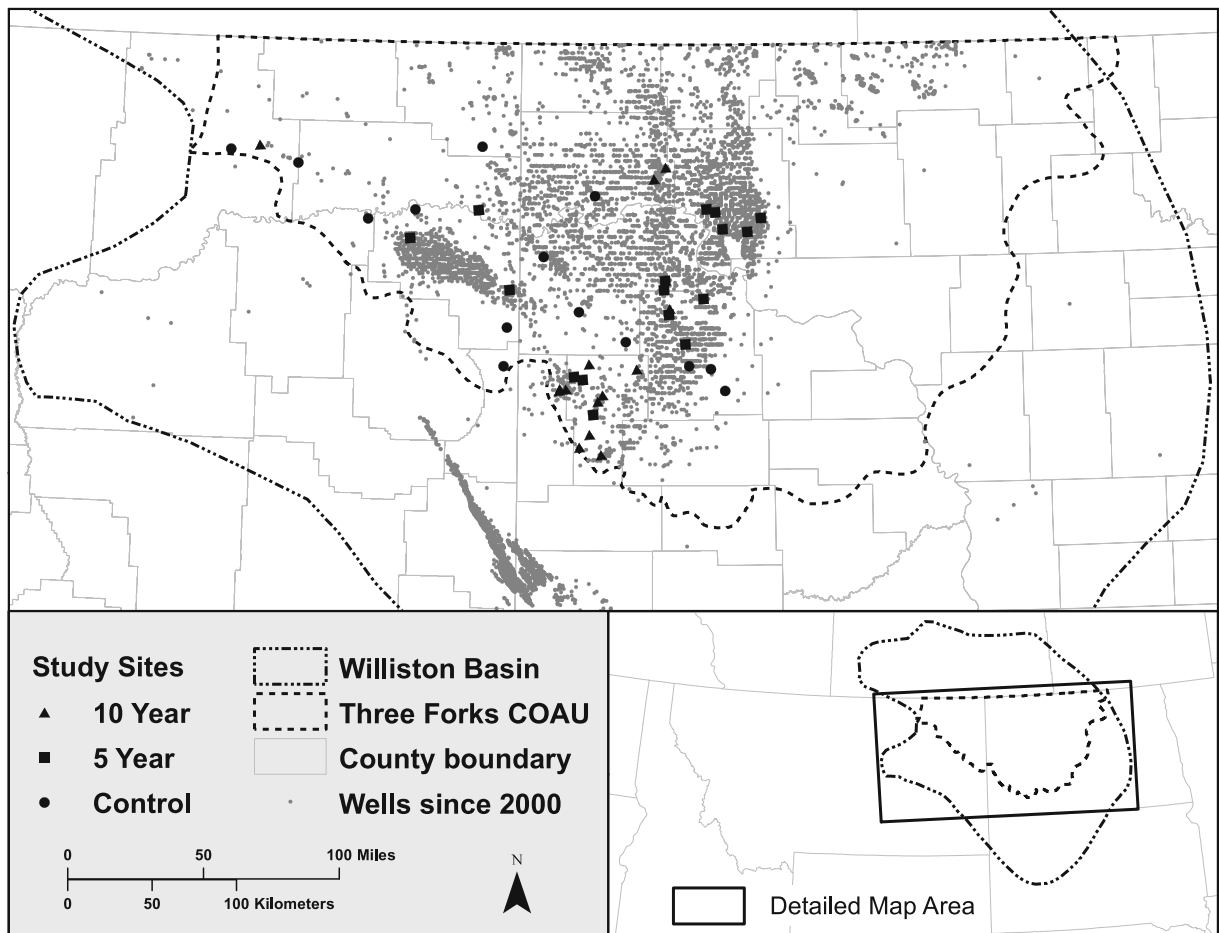 Study Sites
10 Year
5 Year
Control
Williston Basin
Three Forks COAU
County boundary
Wells since 2000
0 50 100 Miles
0 50 100 Kilometers
N
Detailed Map Area